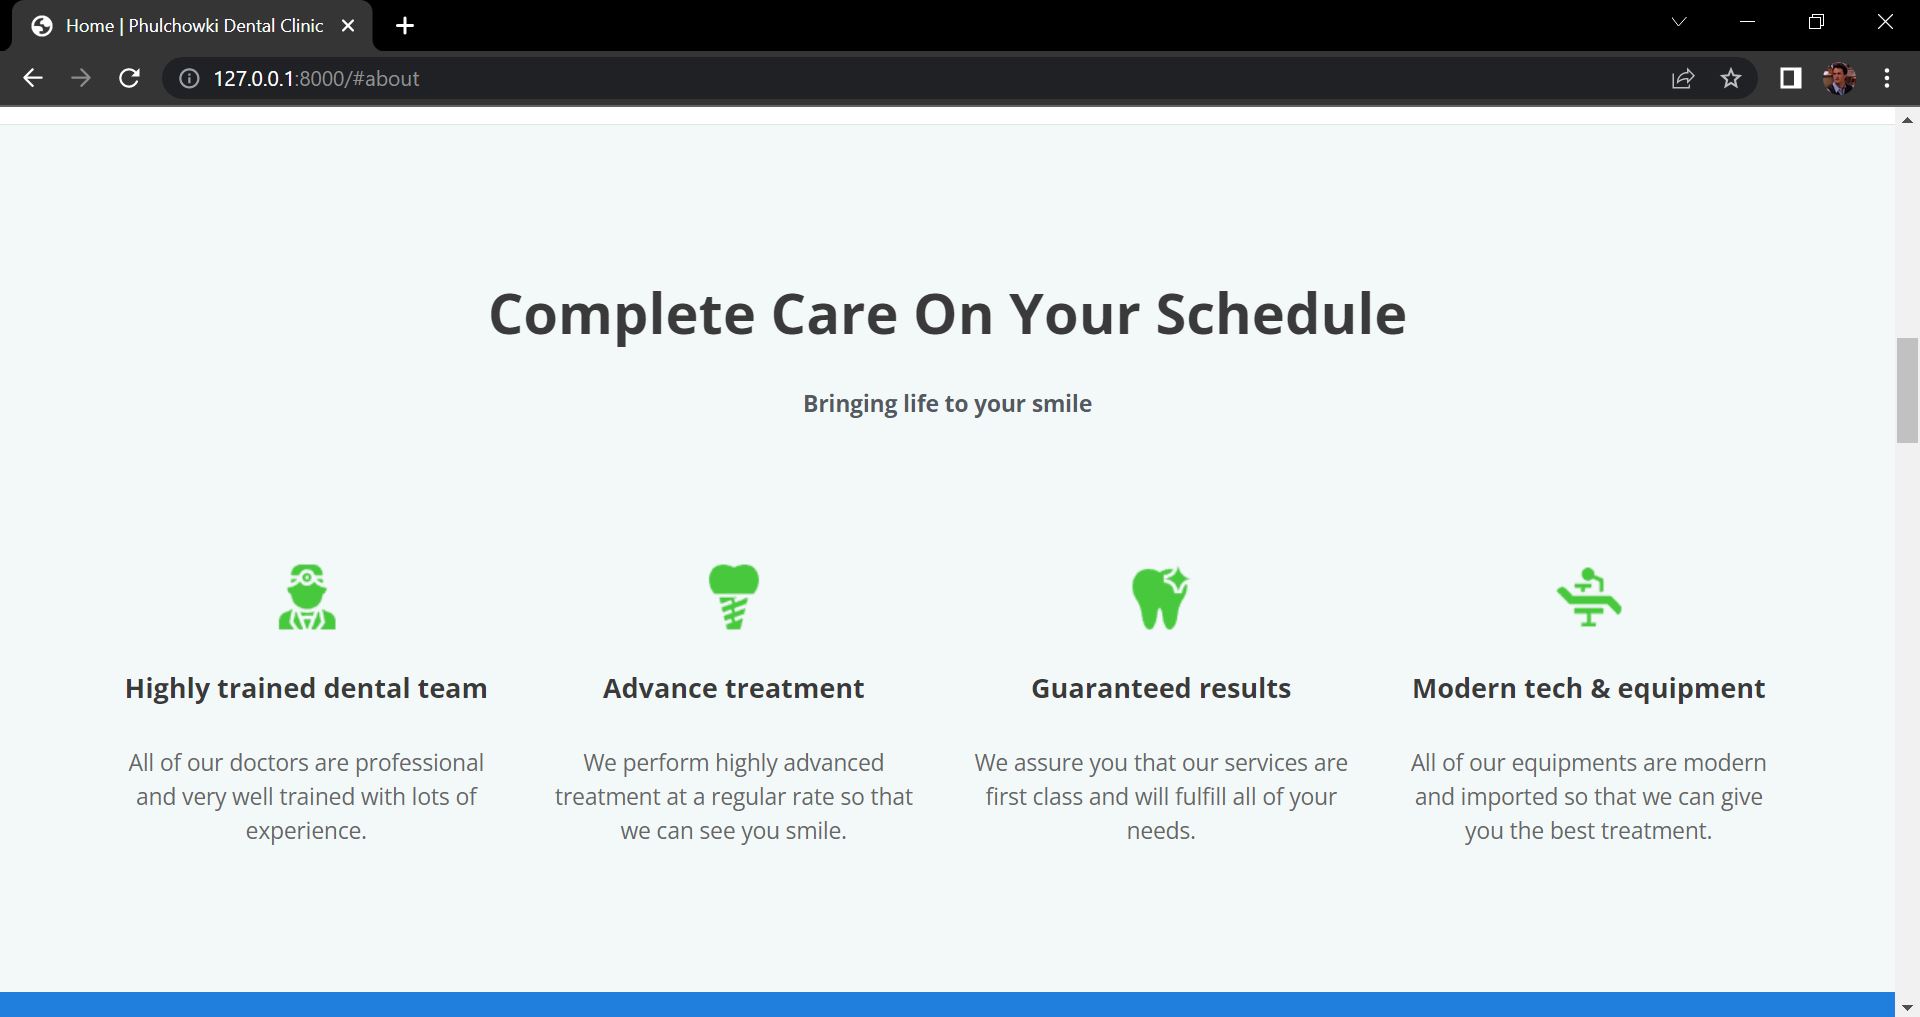 Home | Phulchowki Dental Clinic
127.0.0.1:8000/#about
Complete Care On Your Schedule
Bringing life to your smile
Highly trained dental team
All of our doctors are professional
and very well trained with lots of
experience.
Advance treatment
We perform highly advanced
treatment at a regular rate so that
we can see you smile.
Guaranteed results
We assure you that our services are
first class and will fulfill all of your
needs.
Modern tech & equipment
All of our equipments are modern
and imported so that we can give
you the best treatment.